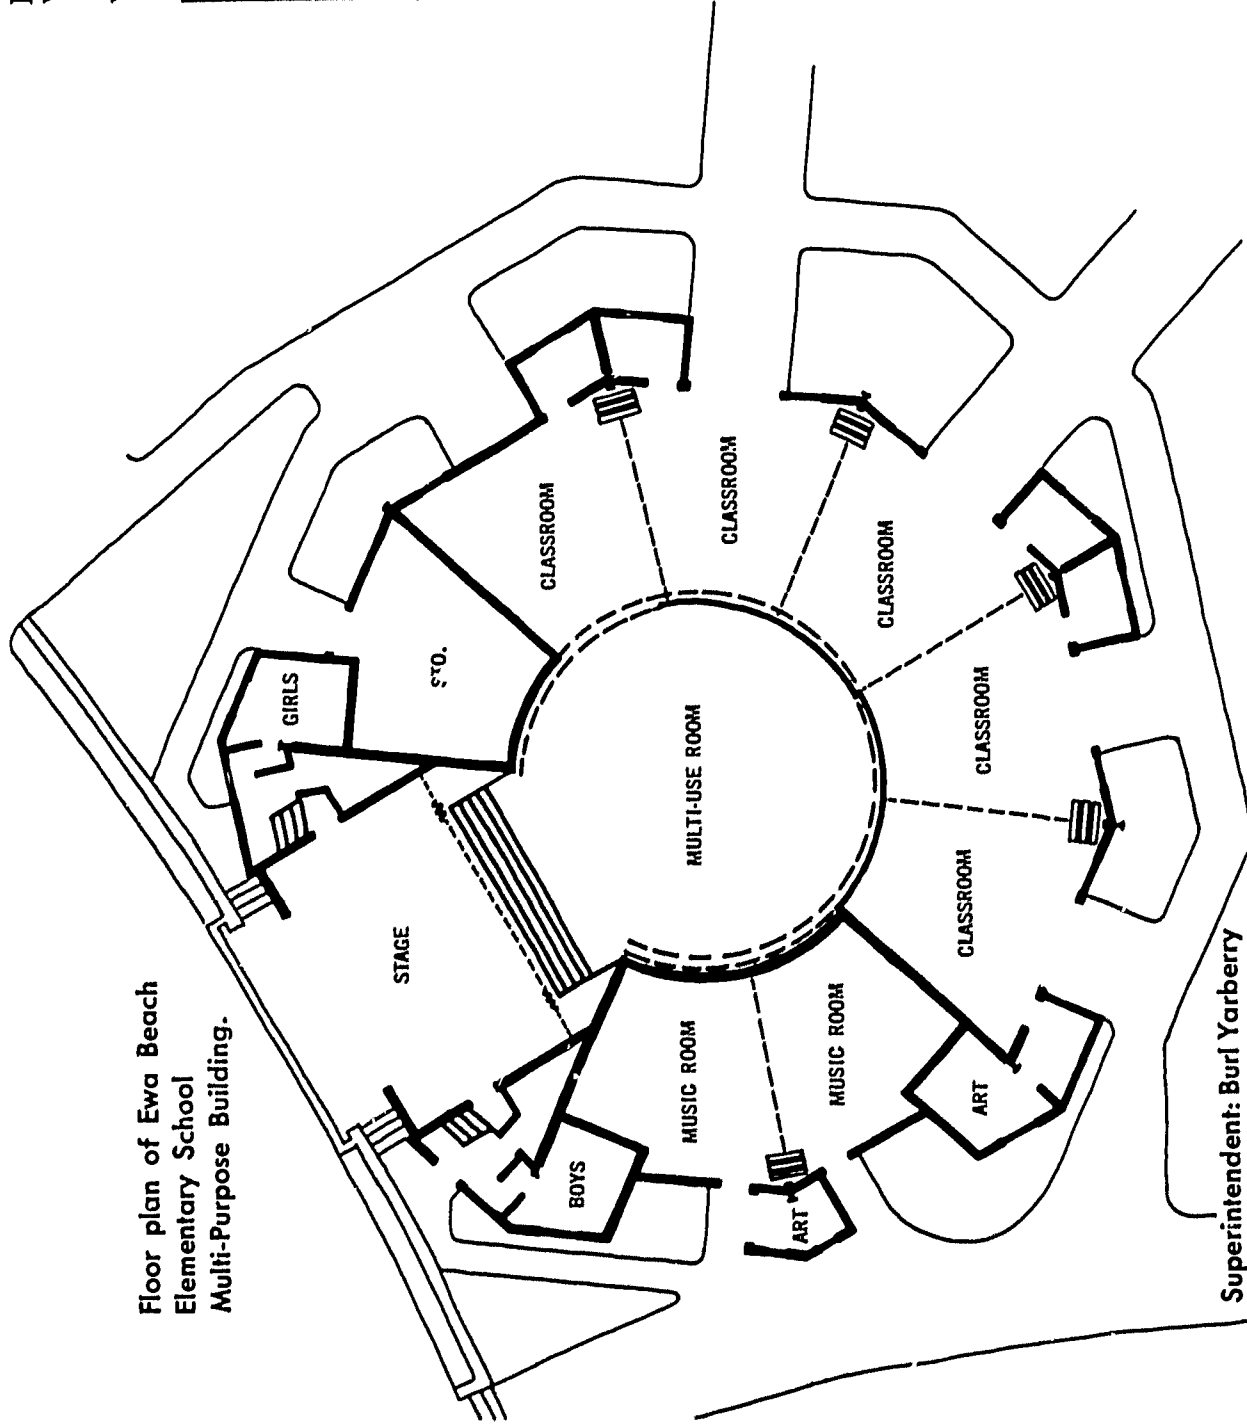 Floor plan of Ewa Beach
Elementary School
Multi-Purpose Building.
GIRLS
STO.
CLASSROOM
CLASSROOM
CLASSROOM
CLASSROOM
CLASSROOM
STAGE
MULTI-USE ROOM
MUSIC ROOM
MUSIC ROOM
BOYS
ART
ART
Superintendent: Burl Yarberry